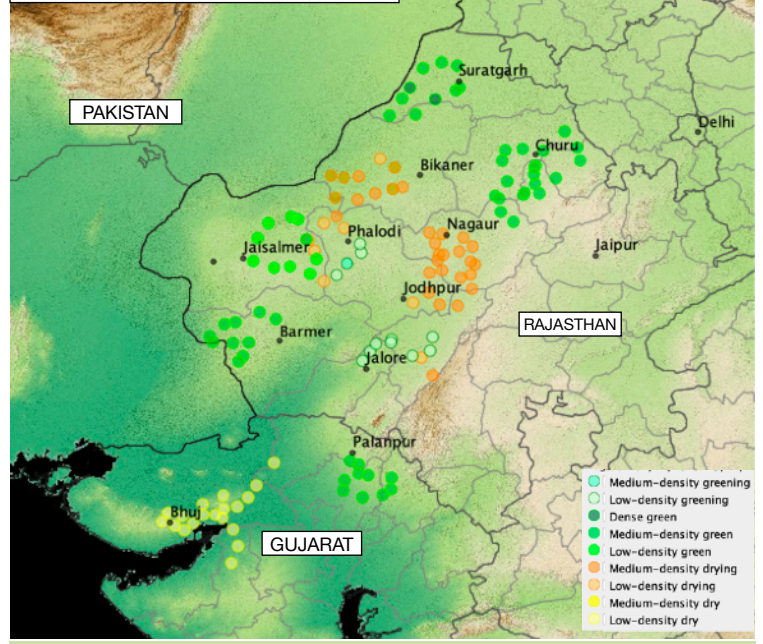 Suratgarh
PAKISTAN
Delhi
Churu
Bikaner
Nagaur
Phalodi
Jaisalmer
Jaipur
Jodhpur
RAJASTHAN
Barmer
Jalore
Palanpur
Bhuj
GUJARAT
Medium-density greening
Low-density greening
Dense green
Medium-density green
Low-density green
Medium-density drying
Low-density drying
Medium-density dry
Low-density dry